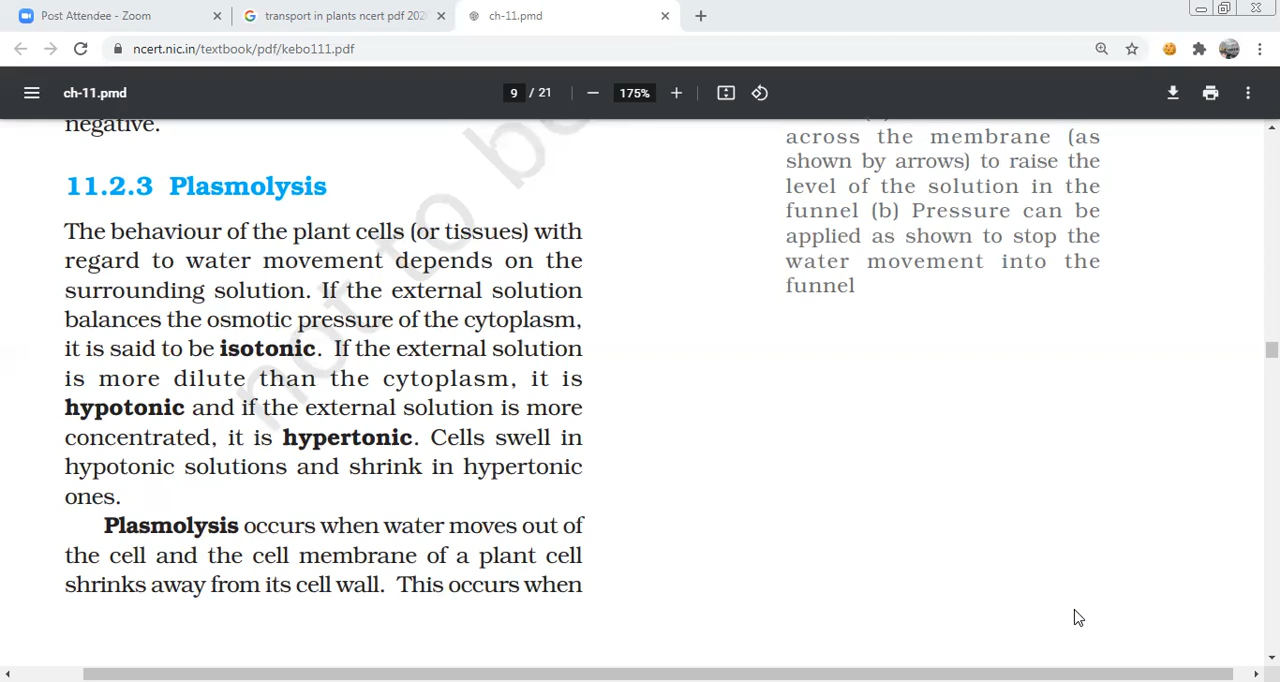 Post Attendee - Zoom
transport in plants ncert pdf 202
ch-11.pmd
ncert.nic.in/textbook/pdf/kebo111.pdf
ch-11.pmd
9 / 21
175%
negative.
11.2.3 Plasmolysis
The behaviour of the plant cells (or tissues) with
regard to water movement depends on the
surrounding solution. If the external solution
balances the osmotic pressure of the cytoplasm,
it is said to be isotonic. If the external solution
is more dilute than the cytoplasm, it is
hypotonic and if the external solution is more
concentrated, it is hypertonic. Cells swell in
hypotonic solutions and shrink in hypertonic
ones.
Plasmolysis occurs when water moves out of
the cell and the cell membrane of a plant cell
shrinks away from its cell wall. This occurs when
across the membrane (as
shown by arrows) to raise the
level of the solution in the
funnel (b) Pressure can be
applied as shown to stop the
water movement into the
funnel
not to be